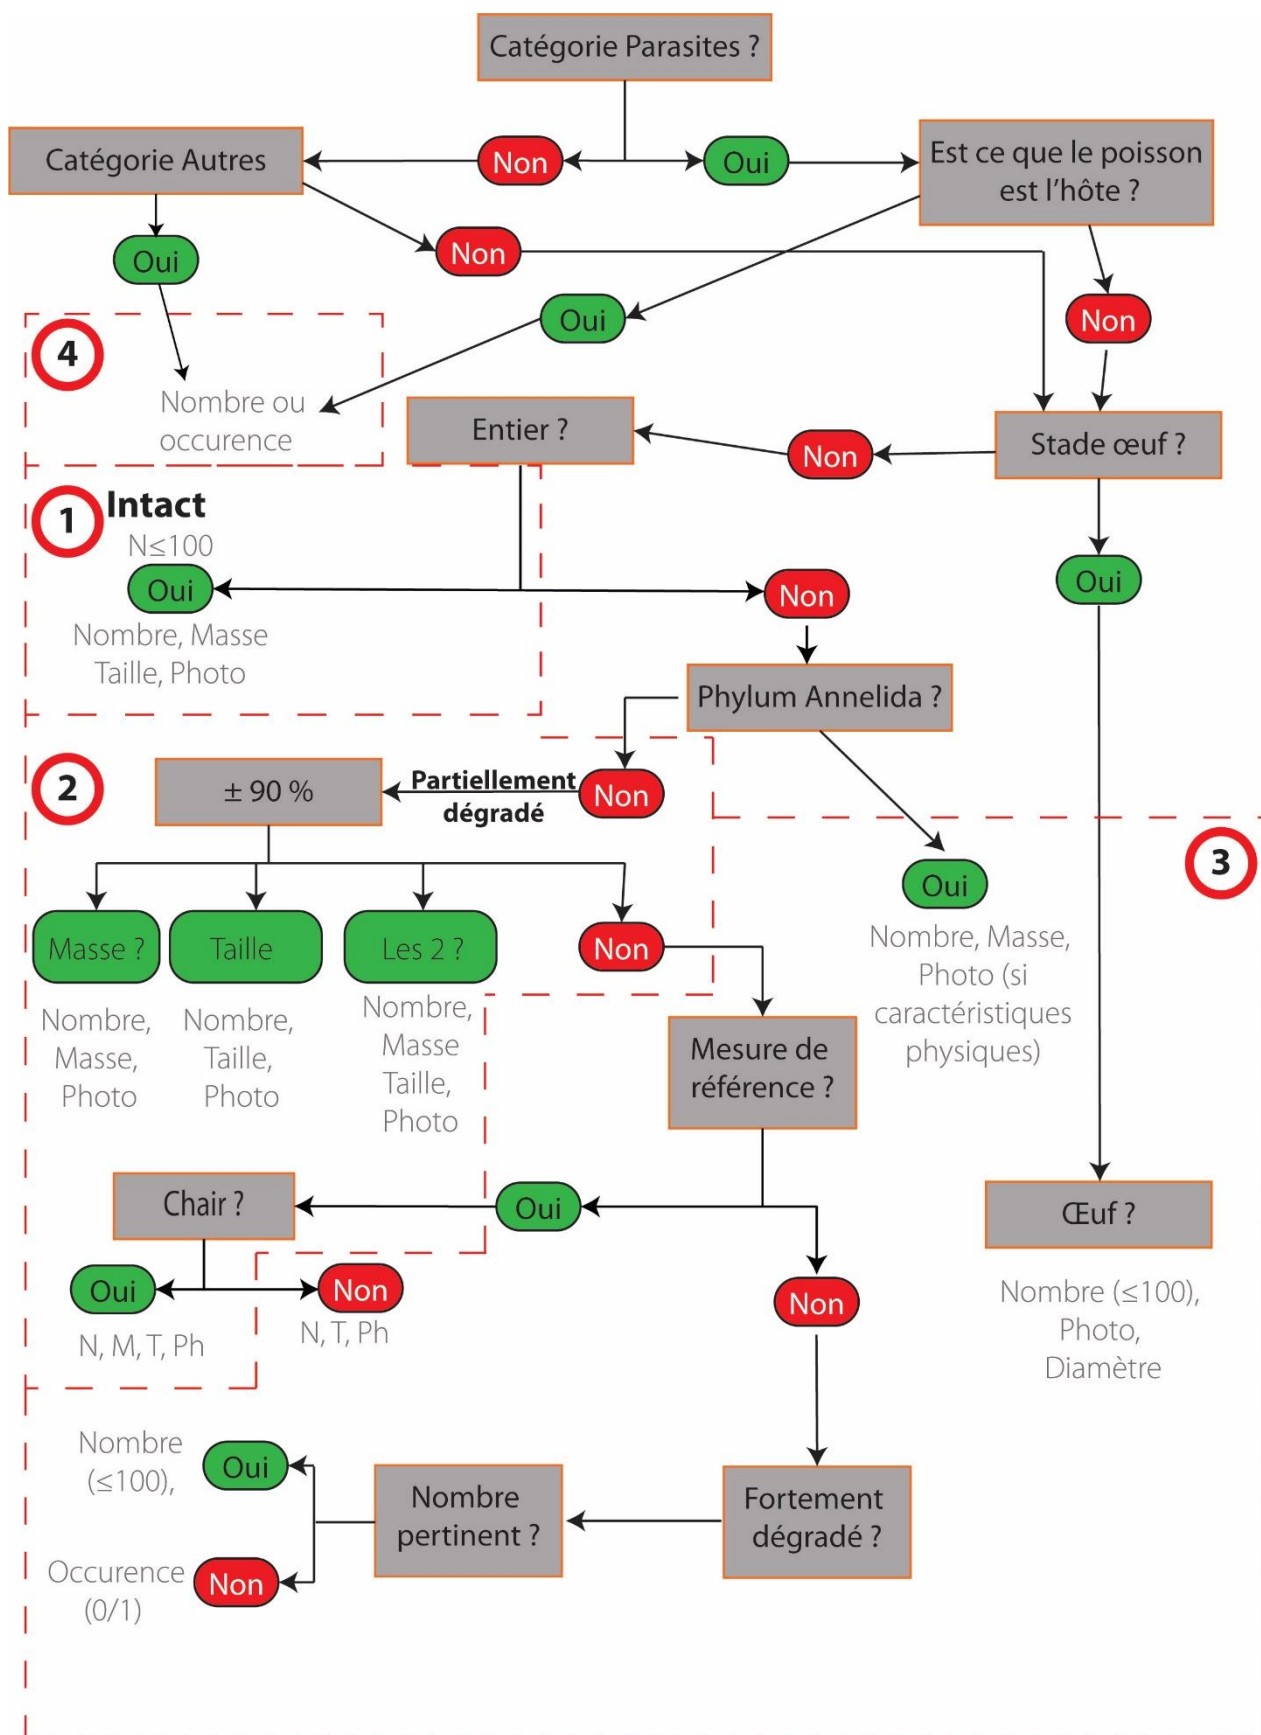 Catégorie Parasites ?
Catégorie Autres
Non
Oui
Est ce que le poisson
est l'hôte ?
Oui
Non
Oui
Non
4
Nombre ou
occurence
Entier ?
Non
Stade œuf ?
1
Intact
N≤100
Oui
Nombre, Masse
Taille, Photo
Non
Oui
Phylum Annelida ?
2
± 90 %
Partiellement
dégradé
Non
3
Oui
Nombre, Masse,
Photo (si
caractéristiques
physiques)
Masse ?
Taille
Les 2 ?
Non
Nombre,
Masse,
Photo
Nombre,
Taille,
Photo
Nombre,
Masse
Taille,
Photo
Mesure de
référence ?
Chair ?
Oui
Œuf ?
Oui
Non
Non
N, M, T, Ph
N, T, Ph
Nombre (≤100),
Photo,
Diamètre
Nombre
(≤100),
Oui
Nombre
pertinent ?
Fortement
dégradé ?
Occurence
(0/1)
Non